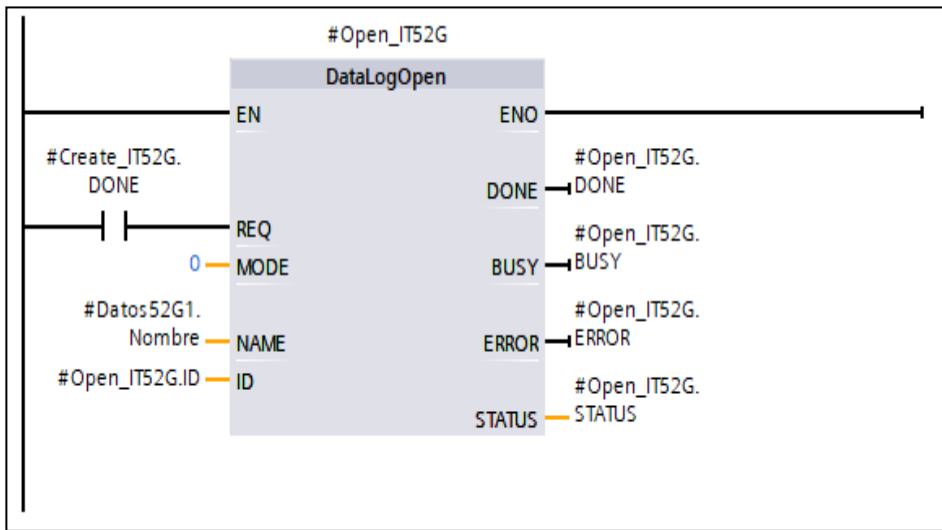 #Open_IT52G
DataLogOpen
EN ENO
#Create_IT52G.
DONE
#Open_IT52G.
DONE DONE
REQ
#Open_IT52G.
0 MODE BUSY BUSY
#Datos52G1.
Nombre NAME
#Open_IT52G.
ERROR ERROR
#Open_IT52G.ID ID
#Open_IT52G.
STATUS STATUS